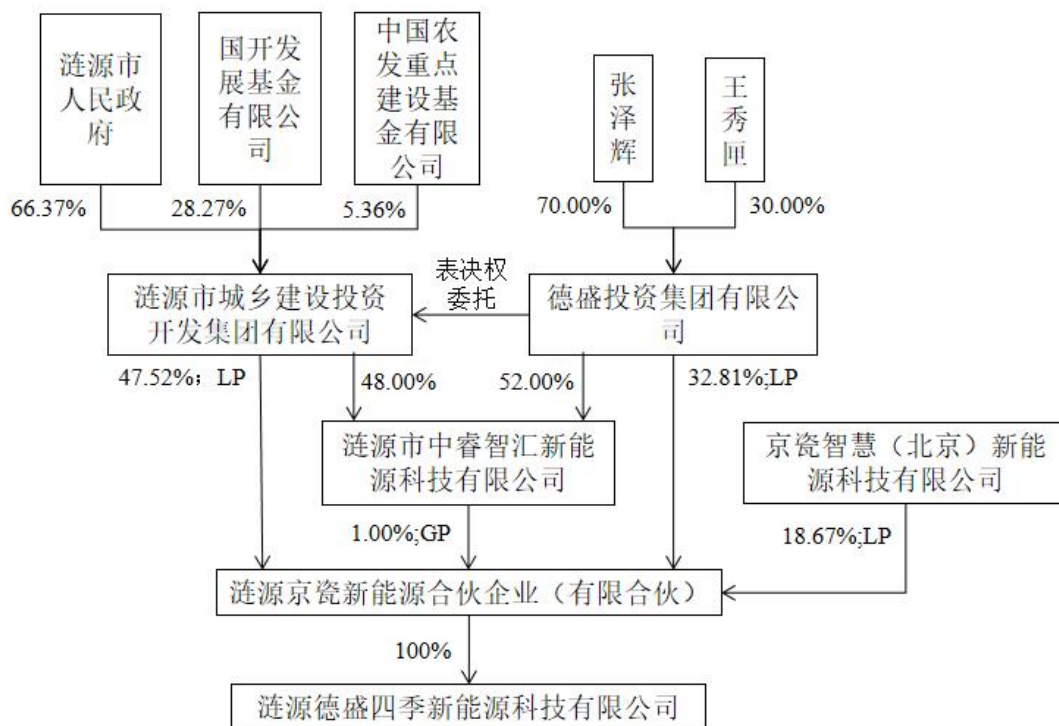 涟源市
人民政
府
国开发
展基金
有限公
司
中国农
发重点
建设基
金有限
公司
张
泽
辉
王
秀
匣
66.37%
28.27%
5.36%
70.00%
30.00%
涟源市城乡建设投资
开发集团有限公司
表决权
委托
德盛投资集团有限公
司
47.52%；LP
48.00%
52.00%
32.81%;LP
涟源市中睿智汇新能
源科技有限公司
京瓷智慧（北京）新能
源科技有限公司
1.00%;GP
18.67%;LP
涟源京瓷新能源合伙企业（有限合伙）
100%
涟源德盛四季新能源科技有限公司